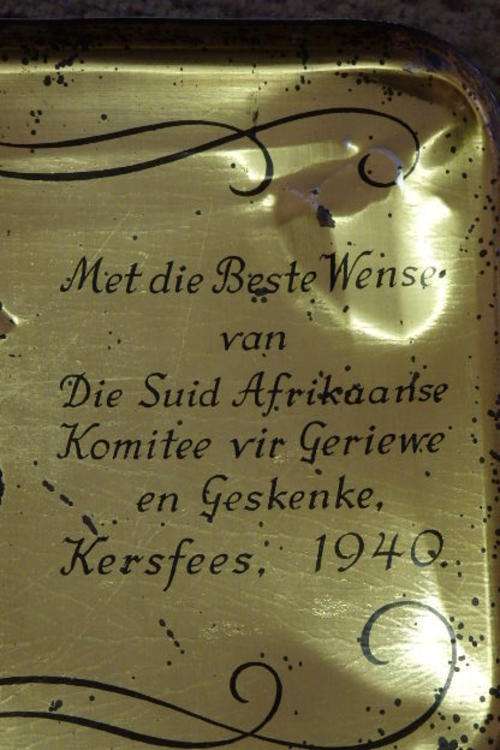 Met die Beste Wense
van
Die Suid Afrikaanse
Komitee vir Geriewe
en Geskenke,
Kersfees, 1940.